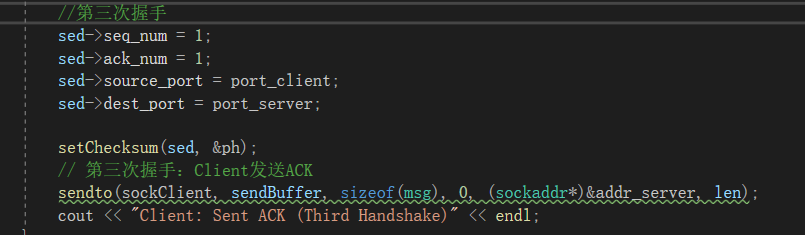 //第三次握手
sed->seq_num = 1;
sed->ack_num = 1;
sed->source_port = port_client;
sed->dest_port = port_server;
setChecksum(sed, &ph);
// 第三次握手：Client发送ACK
sendto(sockClient, sendBuffer, sizeof(msg), 0, (sockaddr*)&addr_server, len);
cout << "Client: Sent ACK (Third Handshake)" << endl;